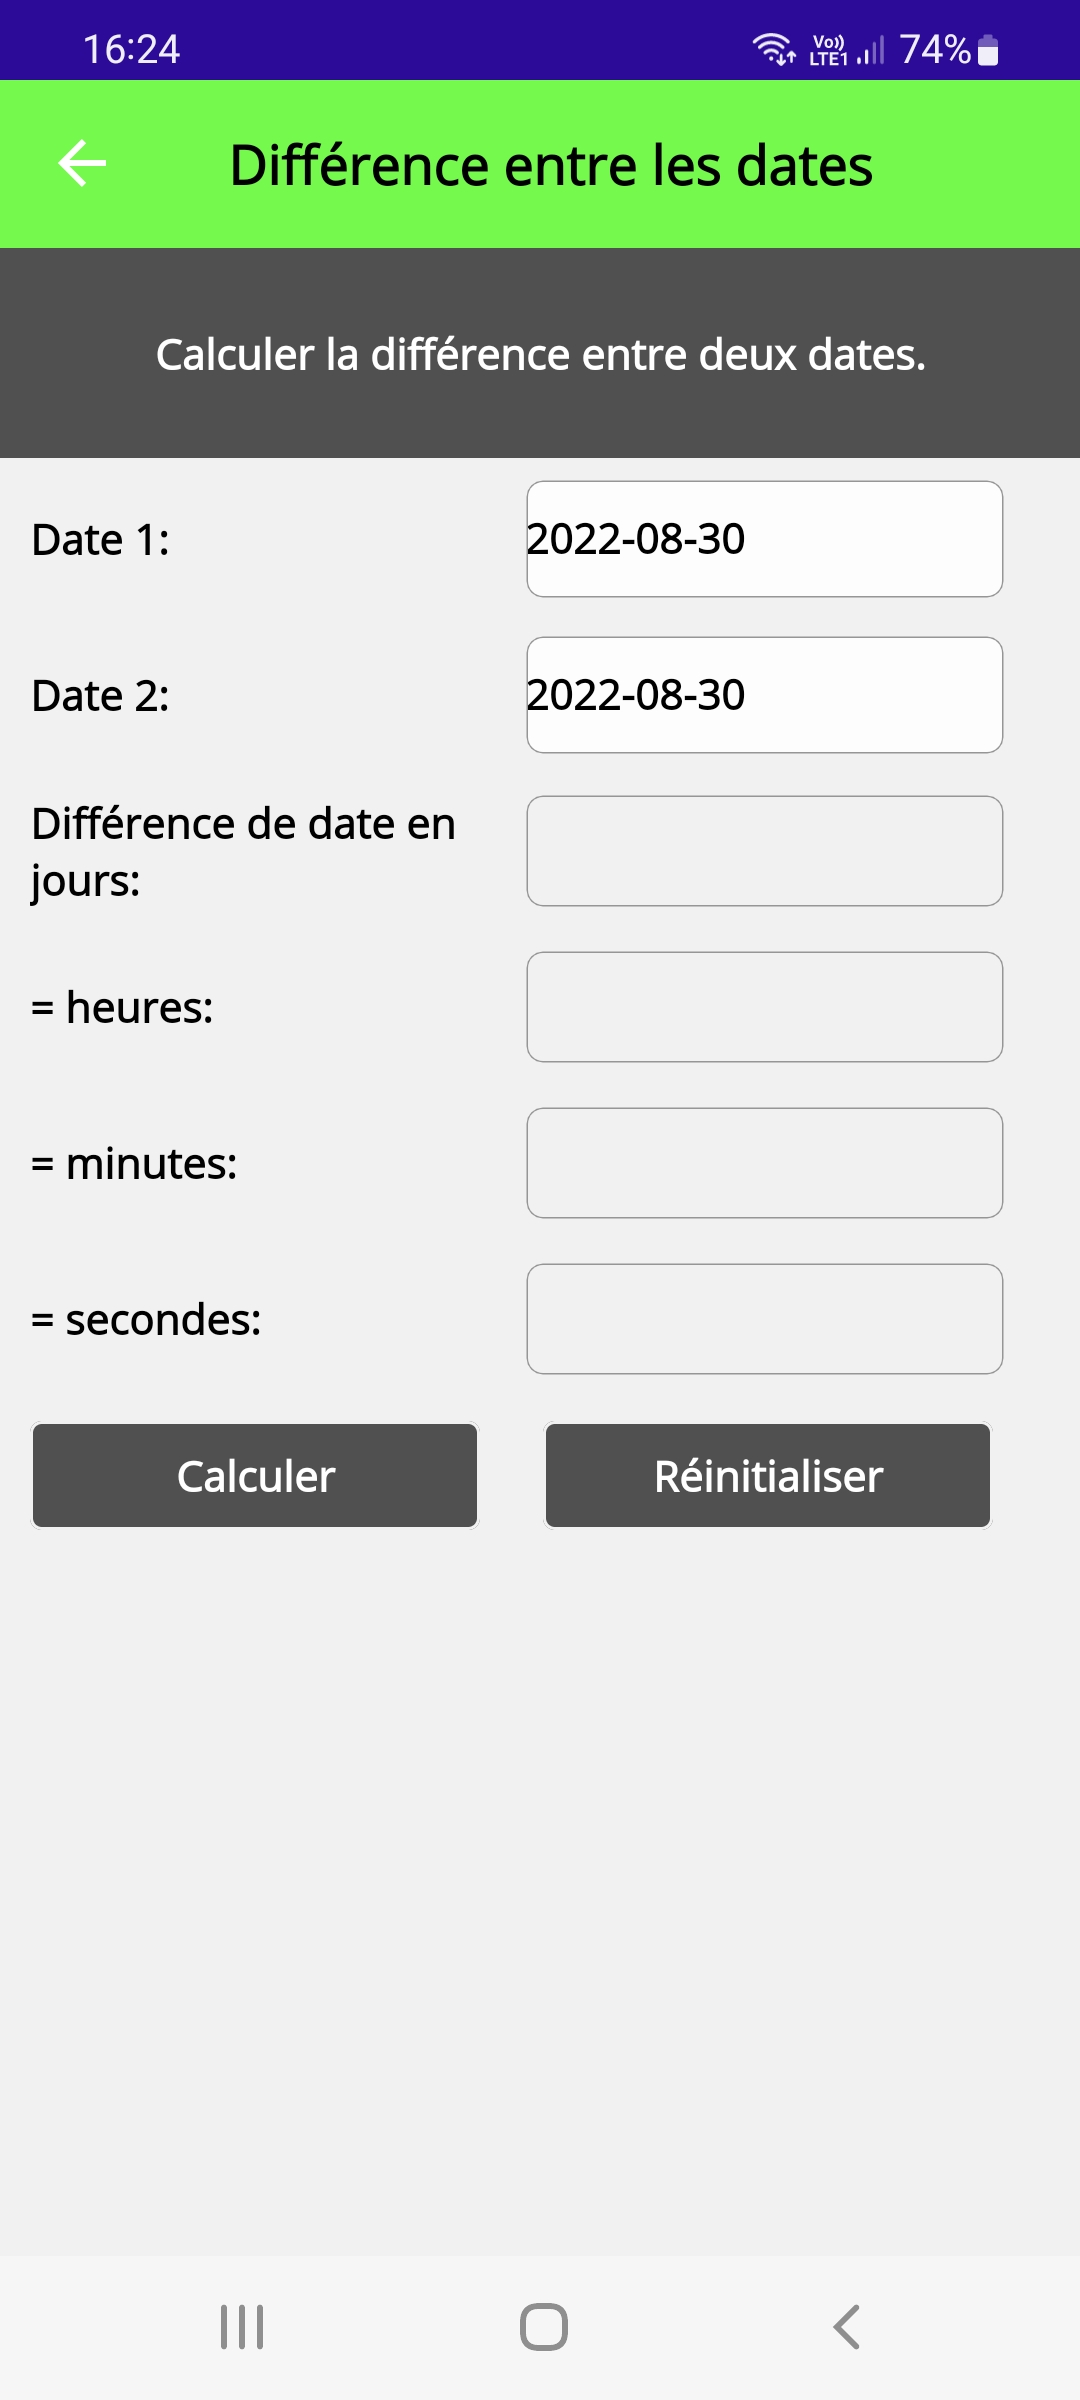 16:24
Vo)) LTE1 74%
Différence entre les dates
Calculer la différence entre deux dates.
Date 1:
2022-08-30
Date 2:
2022-08-30
Différence de date en
jours:
= heures:
= minutes:
= secondes:
Calculer
Réinitialiser